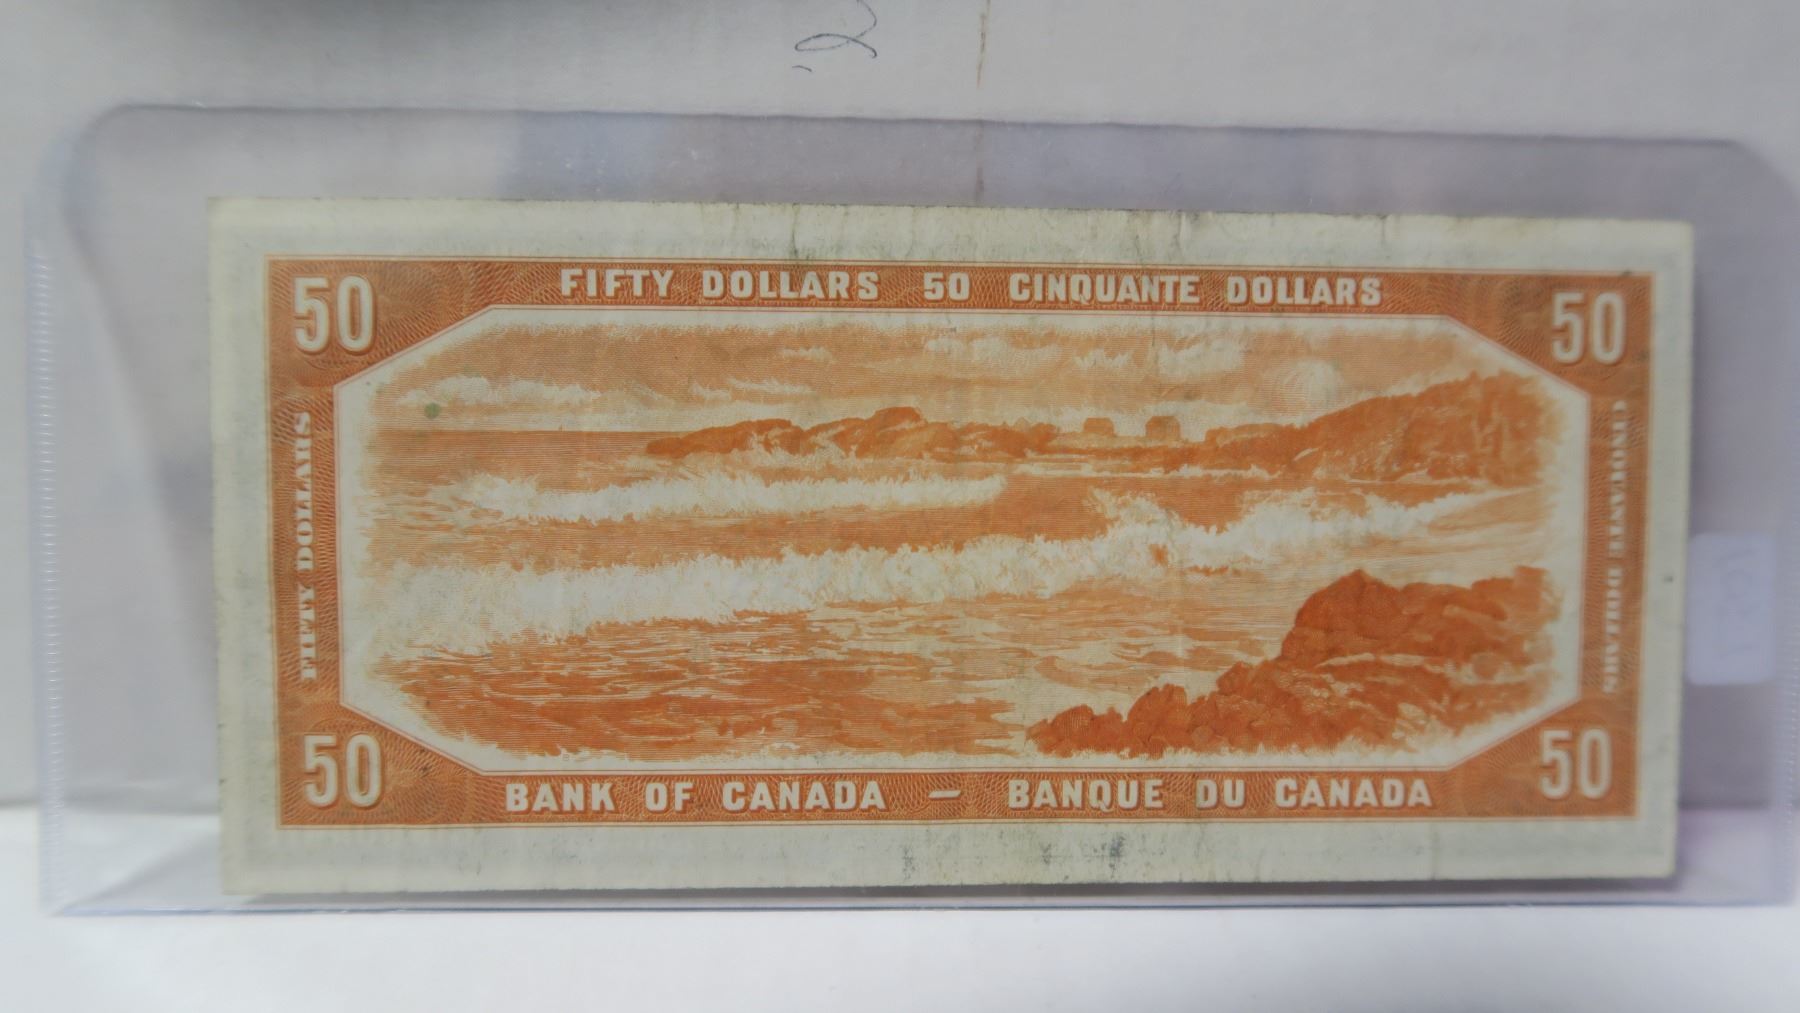 50 FIFTY DOLLARS 50 CINQUANTE DOLLARS 50
FIFTY DOLLARS
CINQUANTE DOLLARS
50 BANK OF CANADA – BANQUE DU CANADA 50